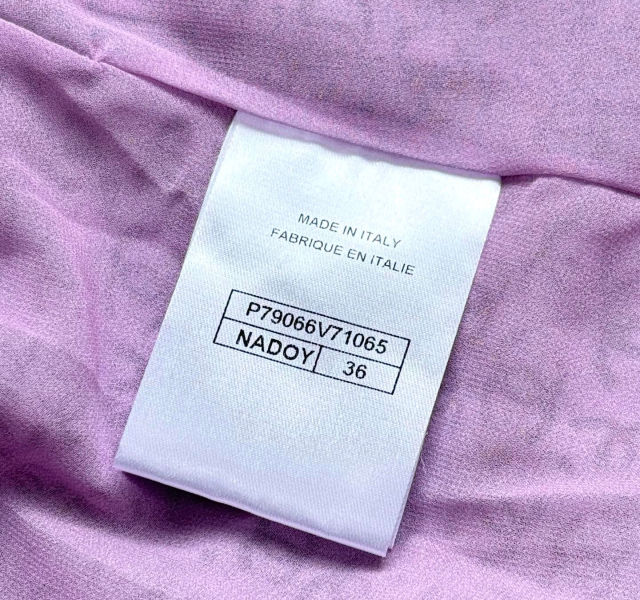 MADE IN ITALY
FABRIQUE EN ITALIE
P79066V71065
NADOY 36